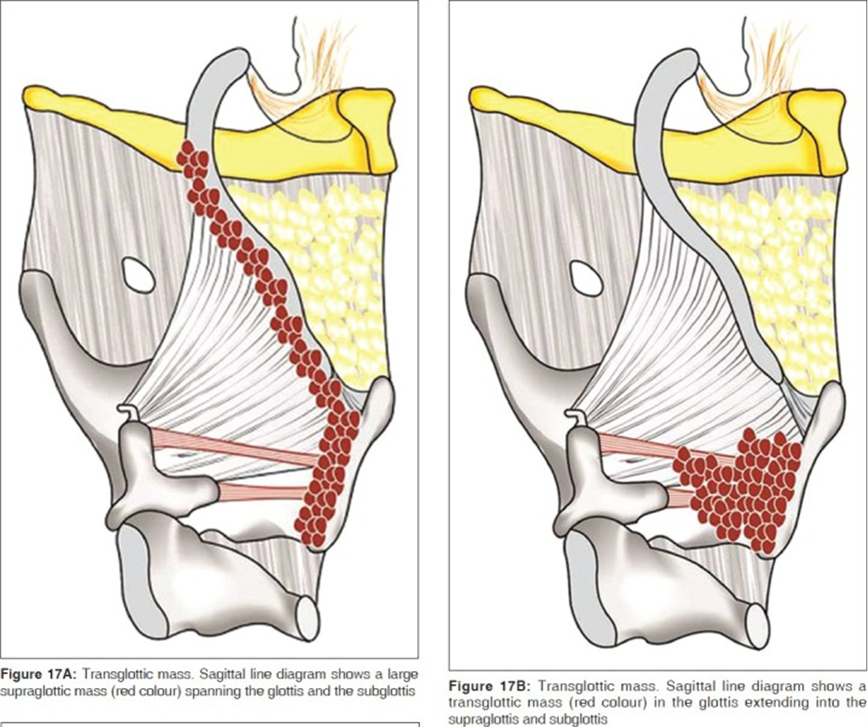 Figure 17A: Transglottic mass. Sagittal line diagram shows a large
supraglottic mass (red colour) spanning the glottis and the subglottis
Figure 17B: Transglottic mass. Sagittal line diagram shows a
transglottic mass (red colour) in the glottis extending into the
supraglottis and subglottis